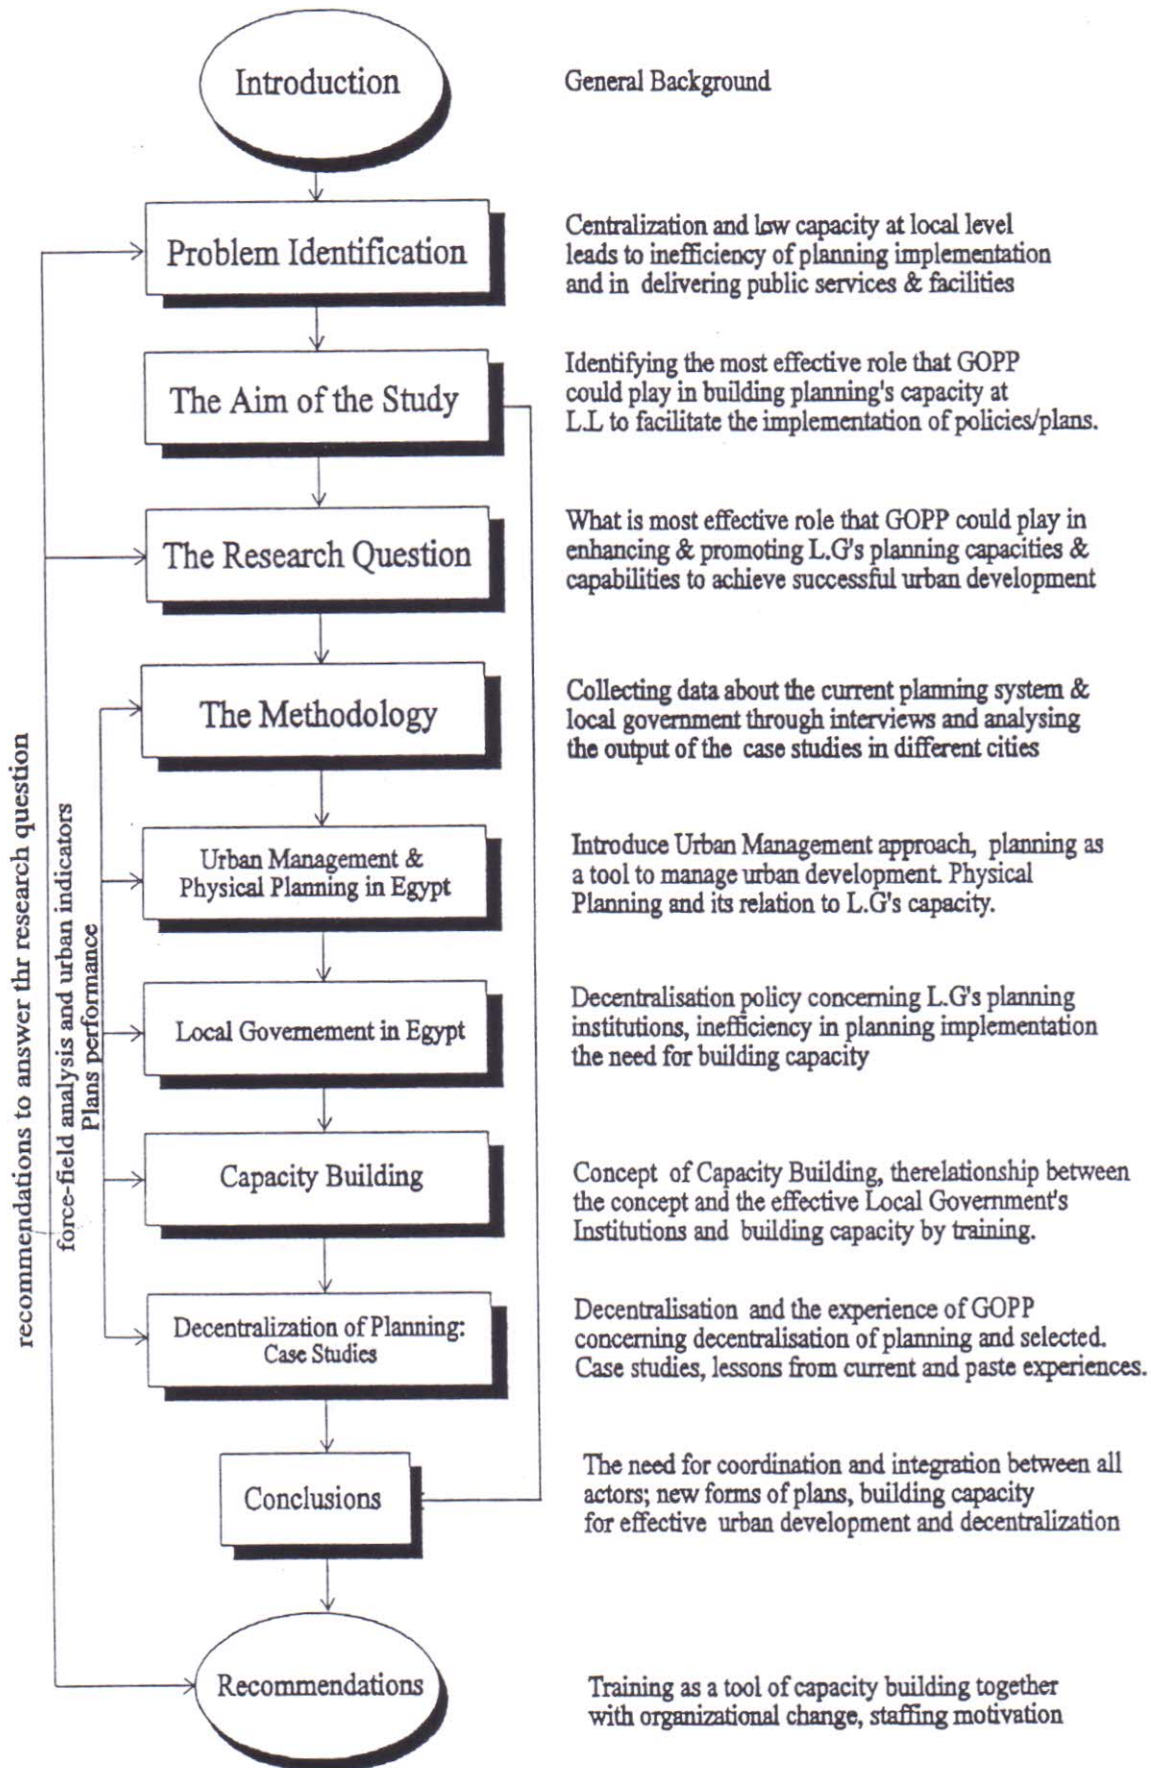 Introduction
General Background
Problem Identification
Centralization and low capacity at local level
leads to inefficiency of planning implementation
and in delivering public services & facilities
The Aim of the Study
Identifying the most effective role that GOPP
could play in building planning's capacity at
L.L to facilitate the implementation of policies/plans.
The Research Question
What is most effective role that GOPP could play in
enhancing & promoting L.G's planning capacities &
capabilities to achieve successful urban development
The Methodology
Collecting data about the current planning system &
local government through interviews and analysing
the output of the case studies in different cities
Urban Management &
Physical Planning in Egypt
Introduce Urban Management approach, planning as
a tool to manage urban development. Physical
Planning and its relation to L.G's capacity.
Local Governement in Egypt
Decentralisation policy concerning L.G's planning
institutions, inefficiency in planning implementation
the need for building capacity
Capacity Building
Concept of Capacity Building, therelationship between
the concept and the effective Local Government's
Institutions and building capacity by training.
Decentralization of Planning:
Case Studies
Decentralisation and the experience of GOPP
concerning decentralisation of planning and selected.
Case studies, lessons from current and paste experiences.
Conclusions
The need for coordination and integration between all
actors; new forms of plans, building capacity
for effective urban development and decentralization
Recommendations
Training as a tool of capacity building together
with organizational change, staffing motivation
recommendations to answer thr research question
force-field analysis and urban indicators
Plans performance